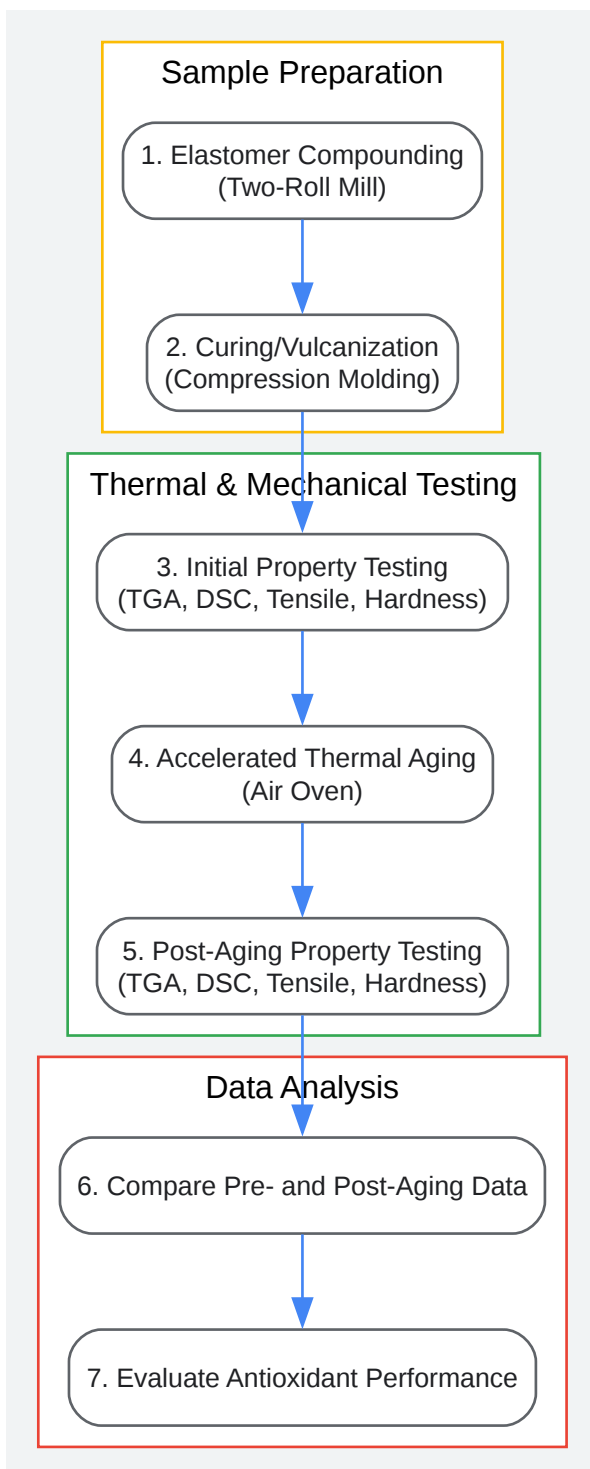 Sample Preparation
1. Elastomer Compounding
(Two-Roll Mill)
2. Curing/Vulcanization
(Compression Molding)
Thermal & Mechanical Testing
3. Initial Property Testing
(TGA, DSC, Tensile, Hardness)
4. Accelerated Thermal Aging
(Air Oven)
5. Post-Aging Property Testing
(TGA, DSC, Tensile, Hardness)
Data Analysis
6. Compare Pre- and Post-Aging Data
7. Evaluate Antioxidant Performance